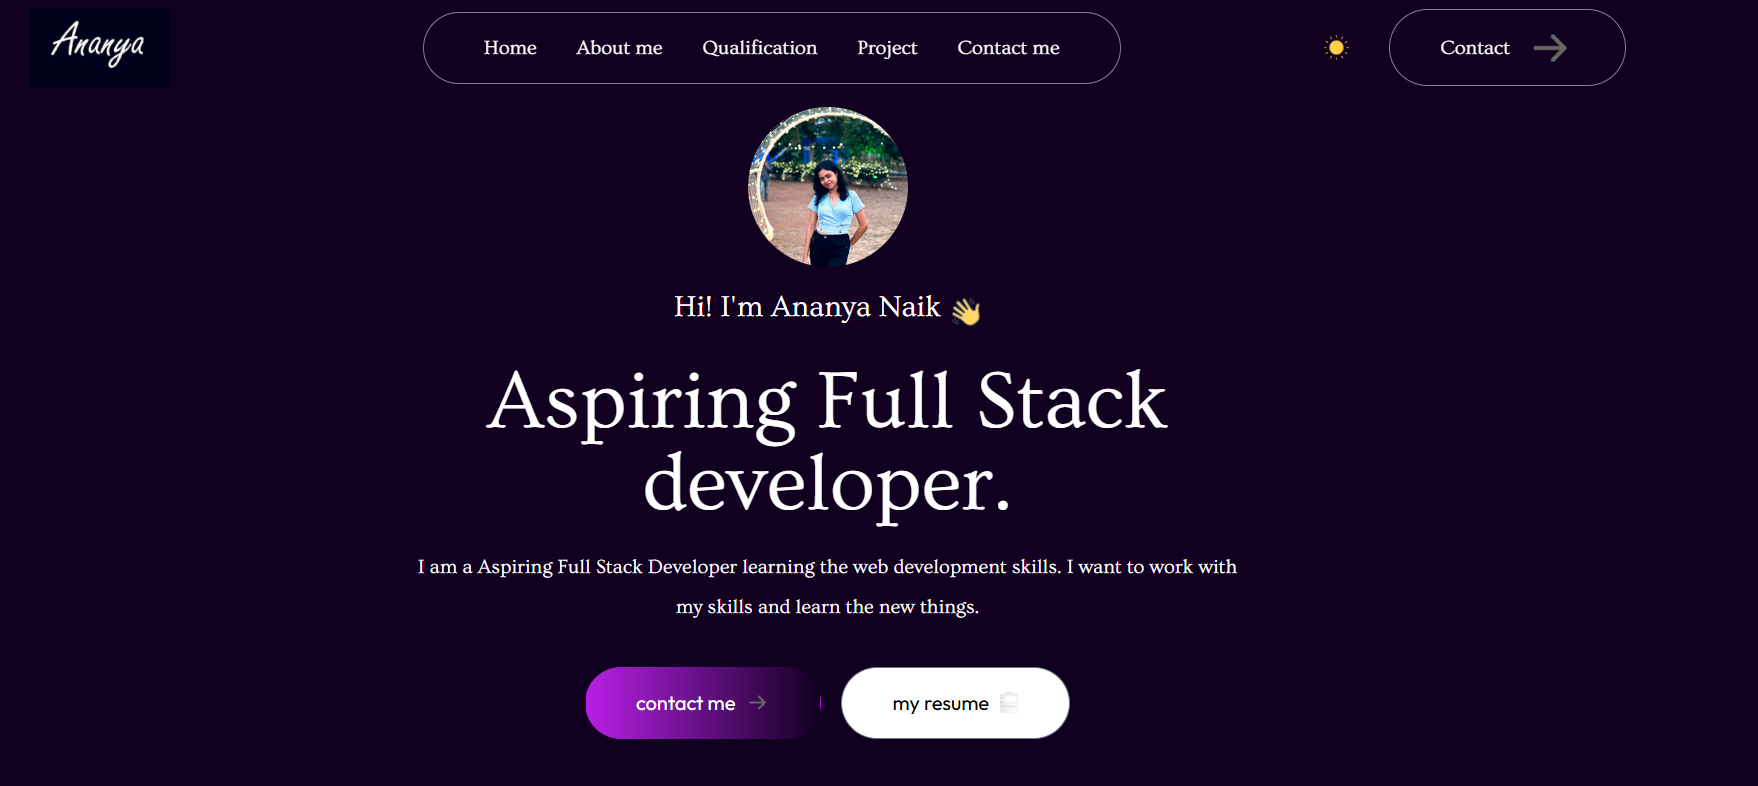 Ananya
Home About me Qualification Project Contact me
Contact
Hi! I'm Ananya Naik
Aspiring Full Stack
developer.
I am a Aspiring Full Stack Developer learning the web development skills. I want to work with
my skills and learn the new things.
contact me
my resume